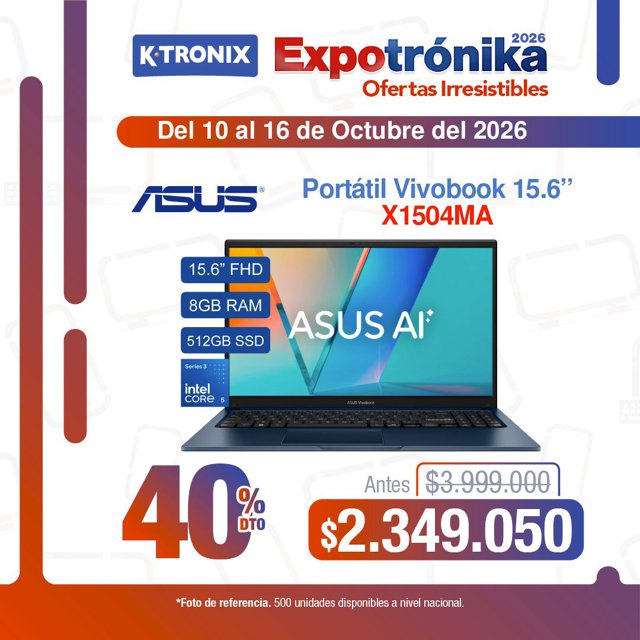 K-TRONIX
Expotrónika
2026
Ofertas Irresistibles
Del 10 al 16 de Octubre del 2026
ASUS®
Portátil Vivobook 15.6’’
X1504MA
15.6” FHD
8GB RAM
512GB SSD
Series 3
intel
CORE 5
ASUS AI
ASUS Vivobook
40% DTO
Antes $3.999.000
$2.349.050
*Foto de referencia. 500 unidades disponibles a nivel nacional.